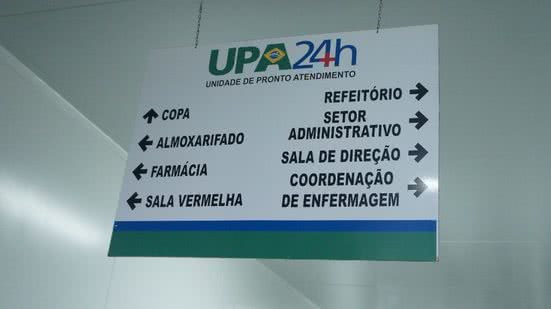 UPA24h
UNIDADE DE PRONTO ATENDIMENTO
COPA
ALMOXARIFADO
FARMÁCIA
SALA VERMELHA
REFEITÓRIO
SETOR
ADMINISTRATIVO
SALA DE DIREÇÃO
COORDENAÇÃO
DE ENFERMAGEM